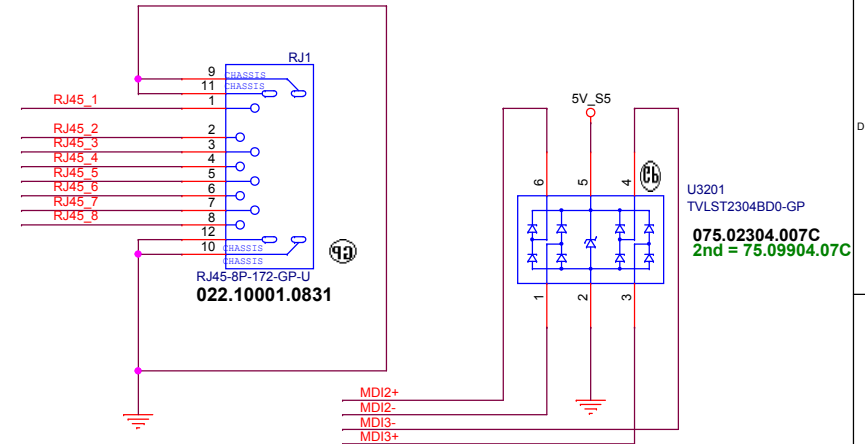 RJ1
9 CHASSIS
11 CHASSIS
RJ45_1 1
RJ45_2 2
RJ45_3 3
RJ45_4 4
RJ45_5 5
RJ45_6 6
RJ45_7 7
RJ45_8 8
12
10 CHASSIS
CHASSIS
RJ45-8P-172-GP-U
022.10001.0831
GP
5V_S5
6 5 4
GP
U3201
TVLST2304BD0-GP
075.02304.007C
2nd = 75.09904.07C
1 2 3
MDI2+
MDI2-
MDI3-
MDI3+
D